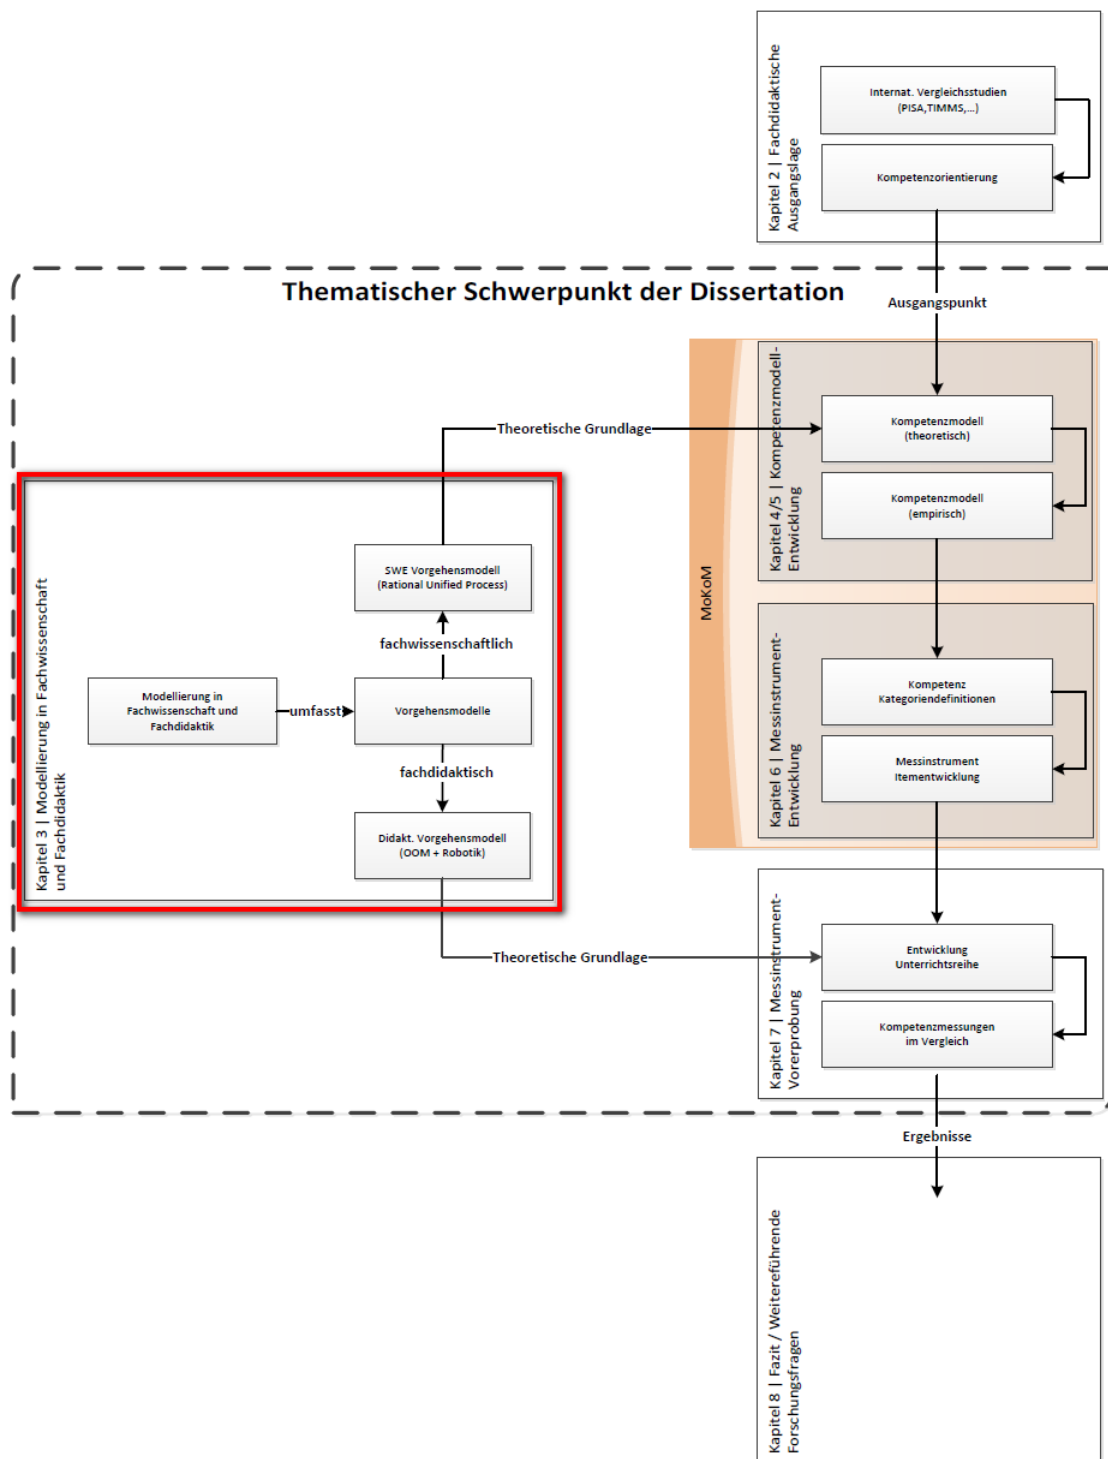 Kapitel 2 | Fachdidaktische
Ausgangslage
Internat. Vergleichsstudien
(PISA,TIMMS,...)
Kompetenzorientierung
Thematischer Schwerpunkt der Dissertation
Ausgangspunkt
MoKoM
Kapitel 4/5 | Kompetenzmodell-
Entwicklung
Theoretische Grundlage
Kompetenzmodell
(theoretisch)
Kompetenzmodell
(empirisch)
Kapitel 3 | Modellierung in Fachwissenschaft
und Fachdidaktik
SWE Vorgehensmodell
(Rational Unified Process)
fachwissenschaftlich
Modellierung in
Fachwissenschaft und
Fachdidaktik
umfasst
Vorgehensmodelle
fachdidaktisch
Didakt. Vorgehensmodell
(OOM + Robotik)
Kapitel 6 | Messinstrument-
Entwicklung
Kompetenz
Kategoriendefinitionen
Messinstrument
Itementwicklung
Theoretische Grundlage
Kapitel 7 | Messinstrument-
Vorerprobung
Entwicklung
Unterrichtsreihe
Kompetenzmessungen
im Vergleich
Ergebnisse
Kapitel 8 | Fazit / Weitereführende
Forschungsfragen